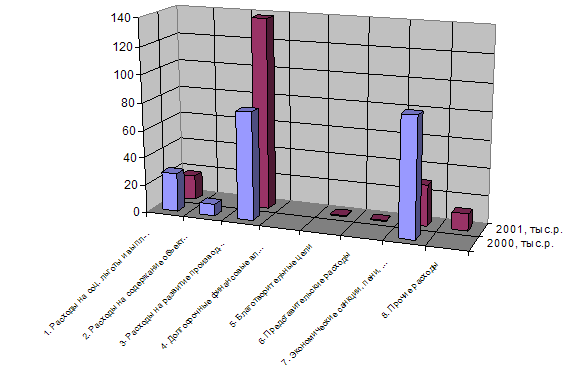 140
120
100
80
60
40
20
0
2001, тыс.р.
2000, тыс.р.
1. Расходы на соц. льготы и выпл...
2. Расходы на содержание объект...
3. Расходы на развитие производ...
4. Долгосрочные финансовые вл...
5. Благотворительные цели
6. Представительские расходы
7. Экономические санкции, пени, ...
8. Прочие расходы